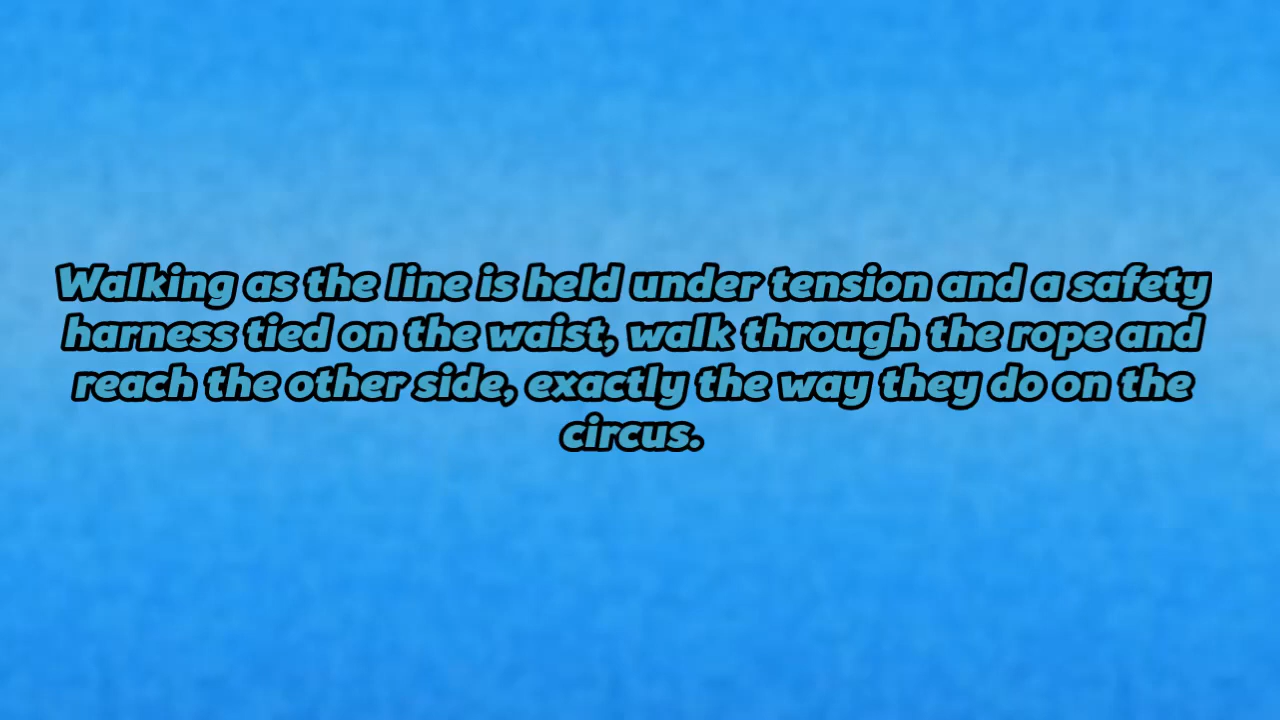 Walking as the line is held under tension and a safety
harness tied on the waist, walk through the rope and
reach the other side, exactly the way they do on the
circus.